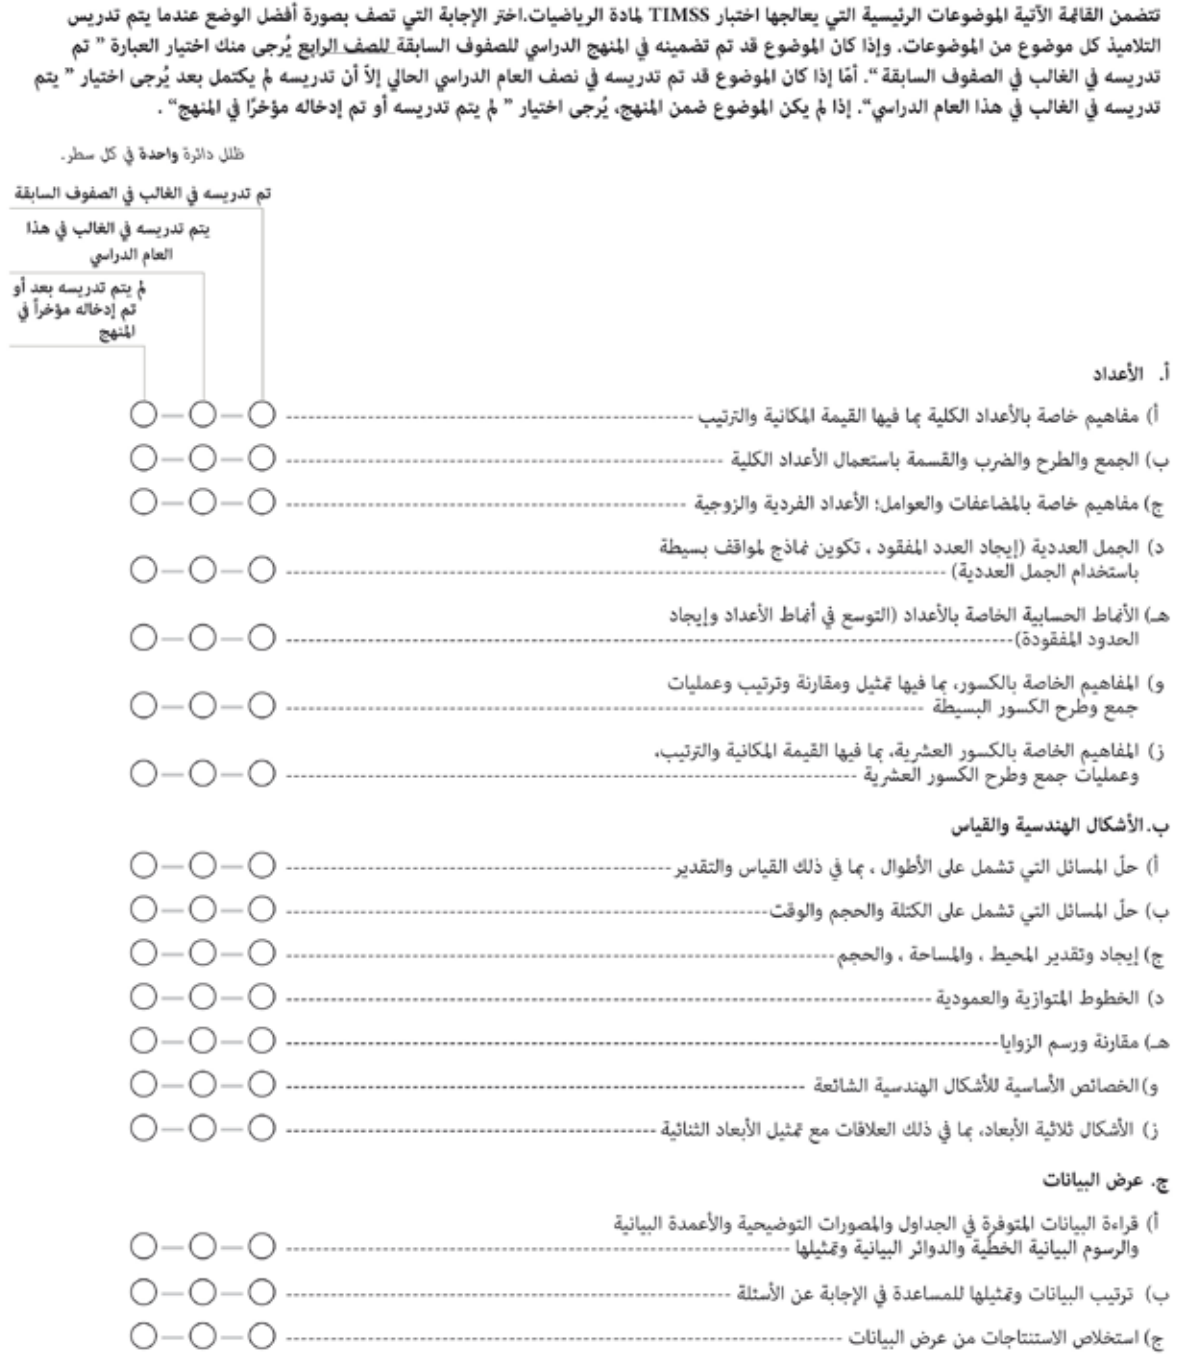 تتضمن القائمة الآتية الموضوعات الرئيسية التي يعالجها اختبار TIMSS لمادة الرياضيات.اختر الإجابة التي تصف بصورة أفضل الوضع عندما يتم تدريس
التلاميذ كل موضوع من الموضوعات. وإذا كان الموضوع قد تم تضمينه في المنهج الدراسي للصفوف السابقة للصف الرابع يُرجى منك اختيار العبارة " تم
تدريسه في الغالب في الصفوف السابقة ". أمّا إذا كان الموضوع قد تم تدريسه في نصف العام الدراسي الحالي إلاّ أن تدريسه لم يكتمل بعد يُرجى اختيار " يتم
تدريسه في الغالب في هذا العام الدراسي". إذا لم يكن الموضوع ضمن المنهج، يُرجى اختيار " لم يتم تدريسه أو تم إدخاله مؤخرًا في المنهج" .
ظلل دائرة واحدة في كل سطر.
تم تدريسه في الغالب في الصفوف السابقة
يتم تدريسه في الغالب في هذا
العام الدراسي
لم يتم تدريسه بعد أو
تم إدخاله مؤخراً في
المنهج
أ. الأعداد
أ) مفاهيم خاصة بالأعداد الكلية بما فيها القيمة المكانية والترتيب
ب) الجمع والطرح والضرب والقسمة باستعمال الأعداد الكلية
ج) مفاهيم خاصة بالمضاعفات والعوامل؛ الأعداد الفردية والزوجية
د) الجمل العددية (إيجاد العدد المفقود ، تكوين نماذج لمواقف بسيطة
باستخدام الجمل العددية)
هـ) الأنماط الحسابية الخاصة بالأعداد (التوسع في أنماط الأعداد وإيجاد
الحدود المفقودة)
و) المفاهيم الخاصة بالكسور، بما فيها تمثيل ومقارنة وترتيب وعمليات
جمع وطرح الكسور البسيطة
ز) المفاهيم الخاصة بالكسور العشرية، بما فيها القيمة المكانية والترتيب،
وعمليات جمع وطرح الكسور العشرية
ب. الأشكال الهندسية والقياس
أ) حلّ المسائل التي تشمل على الأطوال ، بما في ذلك القياس والتقدير
ب) حلّ المسائل التي تشمل على الكتلة والحجم والوقت
ج) إيجاد وتقدير المحيط ، والمساحة ، والحجم
د) الخطوط المتوازية والعمودية
هـ) مقارنة ورسم الزوايا
و) الخصائص الأساسية للأشكال الهندسية الشائعة
ز) الأشكال ثلاثية الأبعاد، بما في ذلك العلاقات مع تمثيل الأبعاد الثنائية
ج. عرض البيانات
أ) قراءة البيانات المتوفرة في الجداول والمصورات التوضيحية والأعمدة البيانية
والرسوم البيانية الخطّية والدوائر البيانية وتمثيلها
ب) ترتيب البيانات وتمثيلها للمساعدة في الإجابة عن الأسئلة
ج) استخلاص الاستنتاجات من عرض البيانات